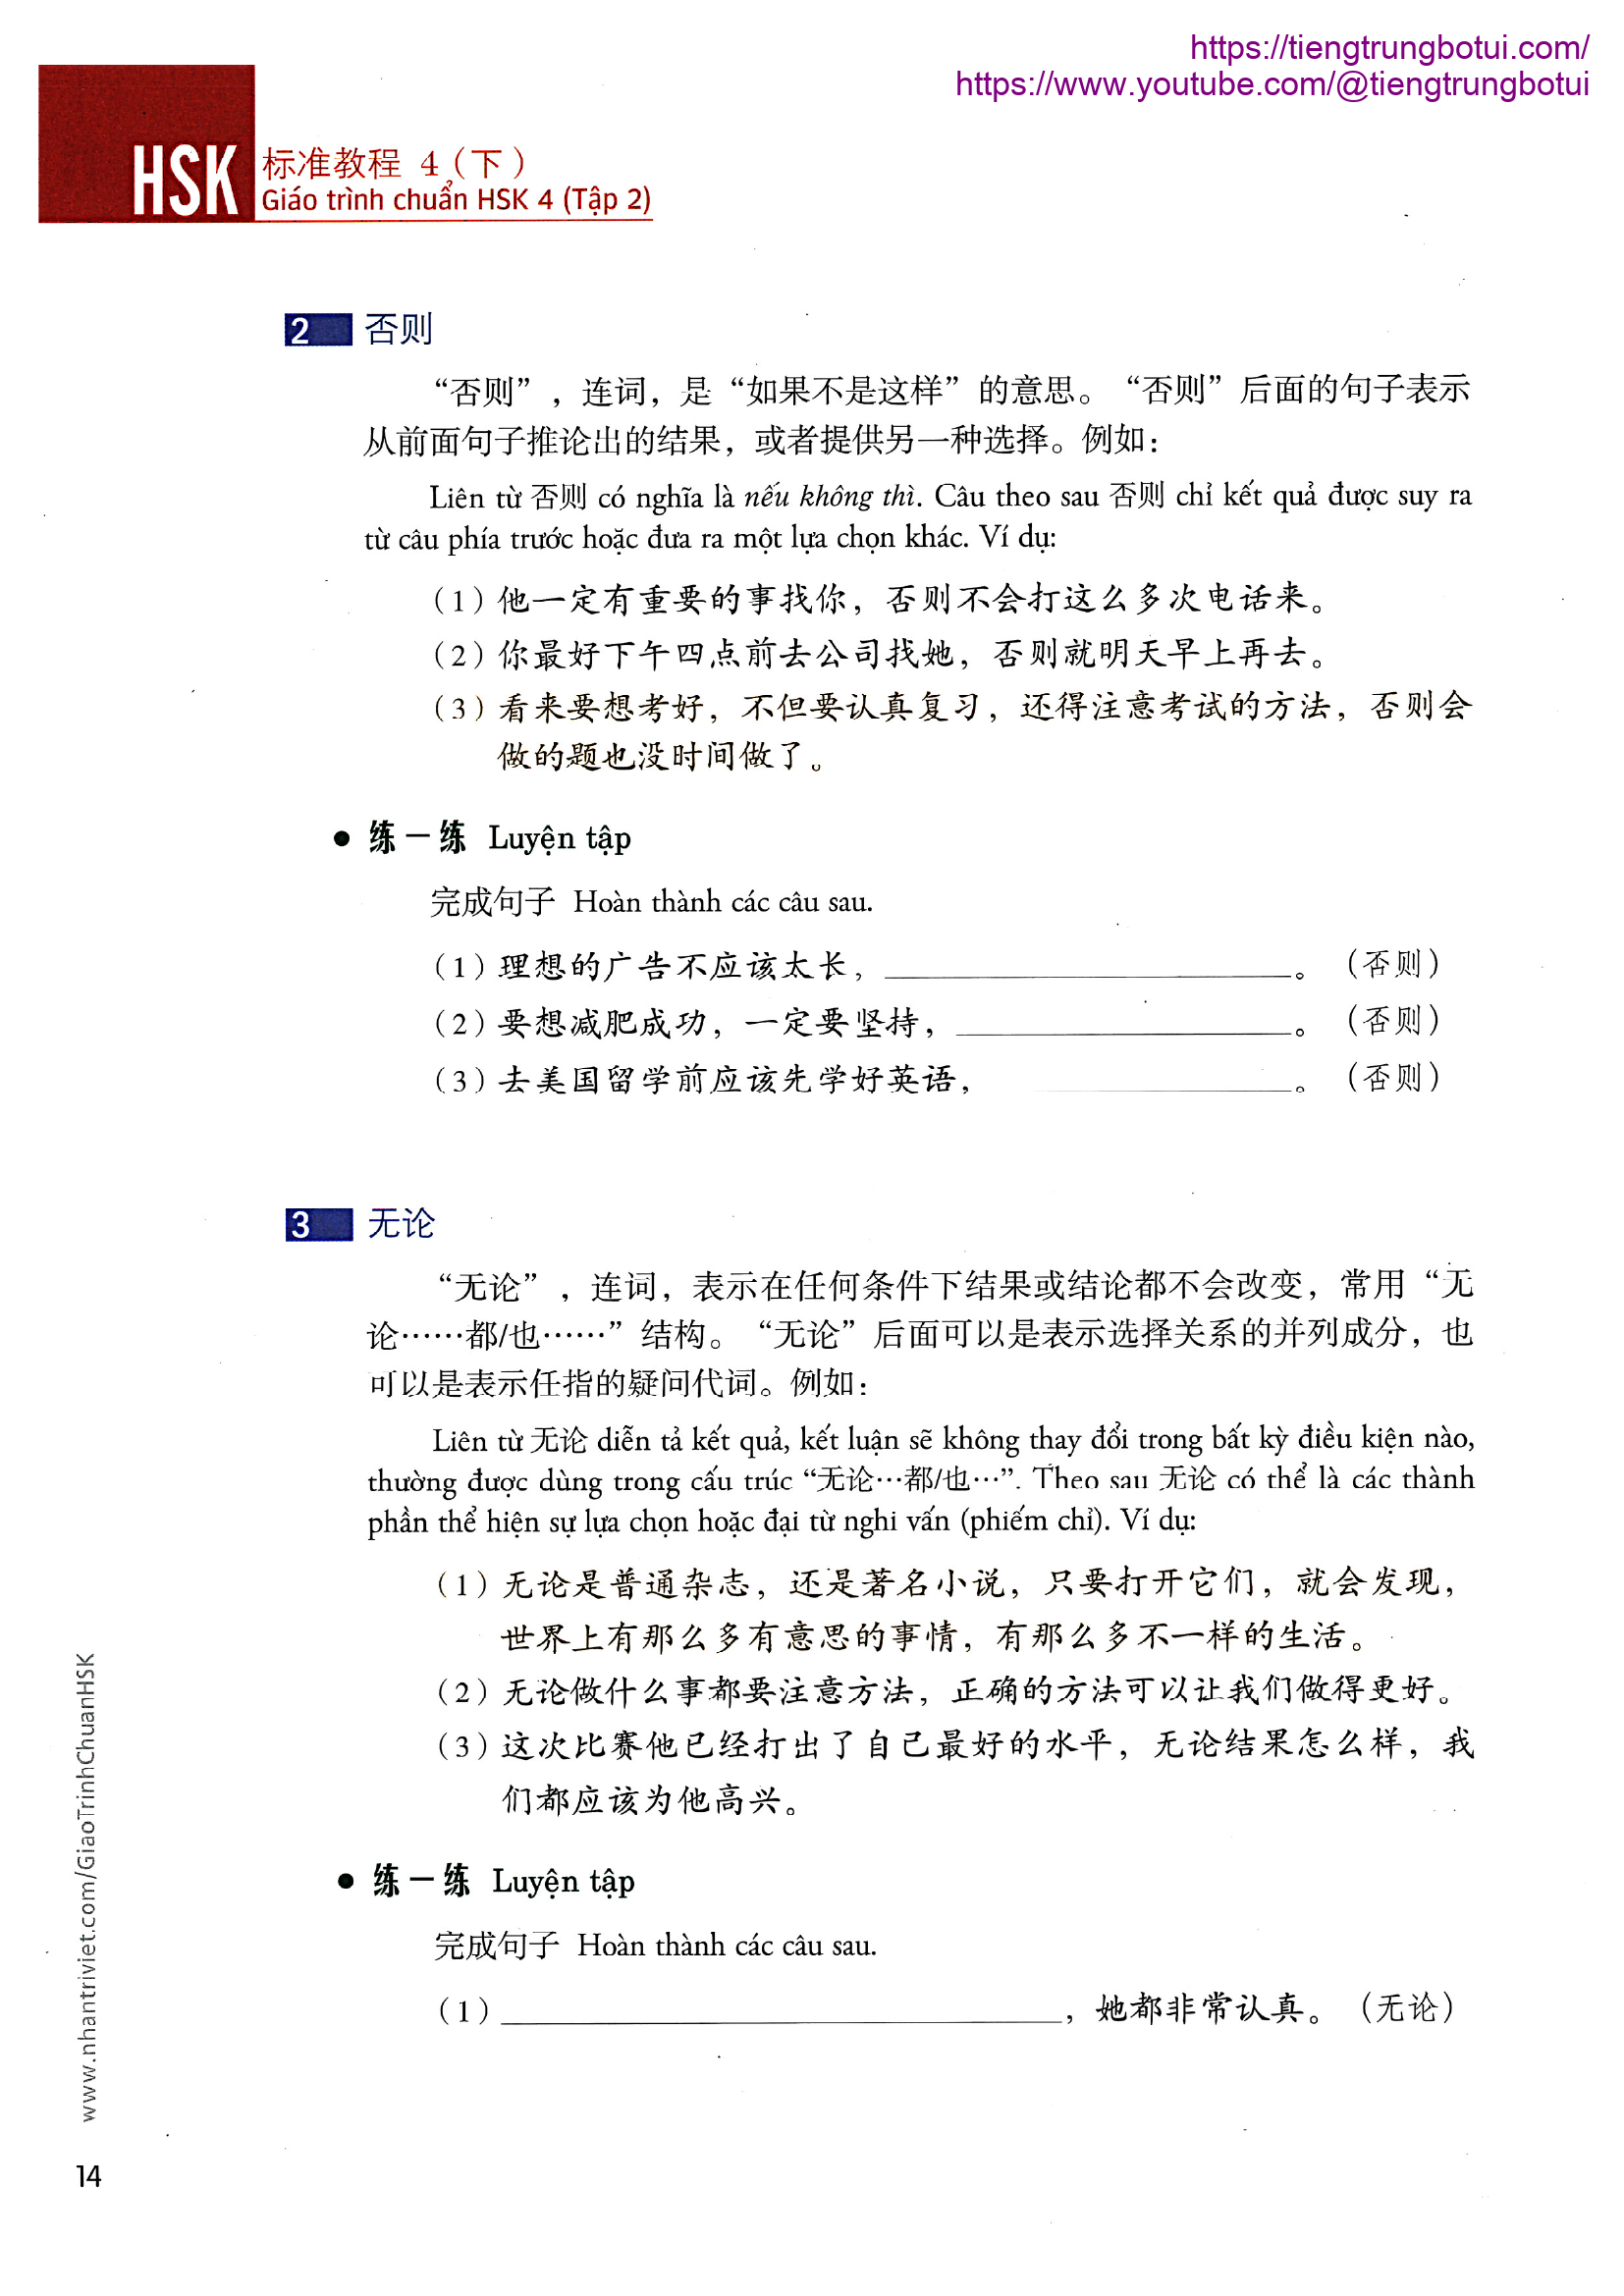 https://tiengtrungbotui.com/
https://www.youtube.com/@tiengtrungbotui
HSK 标准教程 4（下）
Giáo trình chuẩn HSK 4 (Tập 2)
2 否则
“否则”，连词，是“如果不是这样”的意思。“否则”后面的句子表示
从前面句子推论出的结果，或者提供另一种选择。例如：
Liên từ 否则 có nghĩa là nếu không thì. Câu theo sau 否则 chỉ kết quả được suy ra
từ câu phía trước hoặc đưa ra một lựa chọn khác. Ví dụ:
（1）他一定有重要的事找你，否则不会打这么多次电话来。
（2）你最好下午四点前去公司找她，否则就明天早上再去。
（3）看来要想考好，不但要认真复习，还得注意考试的方法，否则会
做的题也没时间做了。
● 练一练 Luyện tập
完成句子 Hoàn thành các câu sau.
（1）理想的广告不应该太长，____________。（否则）
（2）要想减肥成功，一定要坚持，____________。（否则）
（3）去美国留学前应该先学好英语，____________。（否则）
3 无论
“无论”，连词，表示在任何条件下结果或结论都不会改变，常用“无
论……都/也……”结构。“无论”后面可以是表示选择关系的并列成分，也
可以是表示任指的疑问代词。例如：
Liên từ 无论 diễn tả kết quả, kết luận sẽ không thay đổi trong bất kỳ điều kiện nào,
thường được dùng trong cấu trúc “无论…都/也…”. Theo sau 无论 có thể là các thành
phần thể hiện sự lựa chọn hoặc đại từ nghi vấn (phiếm chỉ). Ví dụ:
（1）无论是普通杂志，还是著名小说，只要打开它们，就会发现，
世界上有那么多有意思的事情，有那么多不一样的生活。
（2）无论做什么事都要注意方法，正确的方法可以让我们做得更好。
（3）这次比赛他已经打出了自己最好的水平，无论结果怎么样，我
们都应该为他高兴。
● 练一练 Luyện tập
完成句子 Hoàn thành các câu sau.
（1）____________，她都非常认真。（无论）
www.nhantriviet.com/GiaoTrinhChuanHSK
14